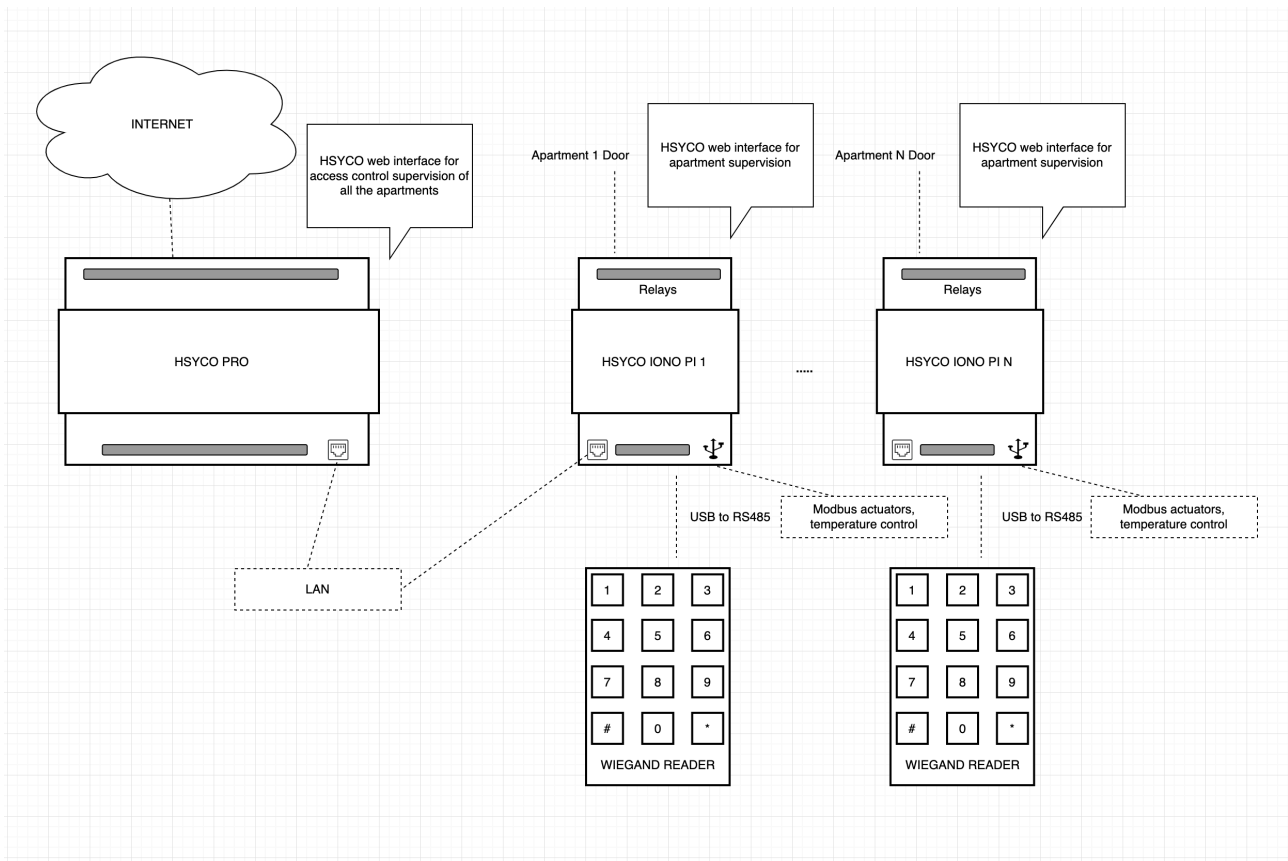 INTERNET
HSYCO web interface for
access control supervision of
all the apartments
Apartment 1 Door
HSYCO web interface for
apartment supervision
Apartment N Door
HSYCO web interface for
apartment supervision
Relays
Relays
HSYCO PRO
HSYCO IONO PI 1
.....
HSYCO IONO PI N
USB to RS485
Modbus actuators,
temperature control
USB to RS485
Modbus actuators,
temperature control
LAN
1 2 3
4 5 6
7 8 9
# 0 *
WIEGAND READER
1 2 3
4 5 6
7 8 9
# 0 *
WIEGAND READER